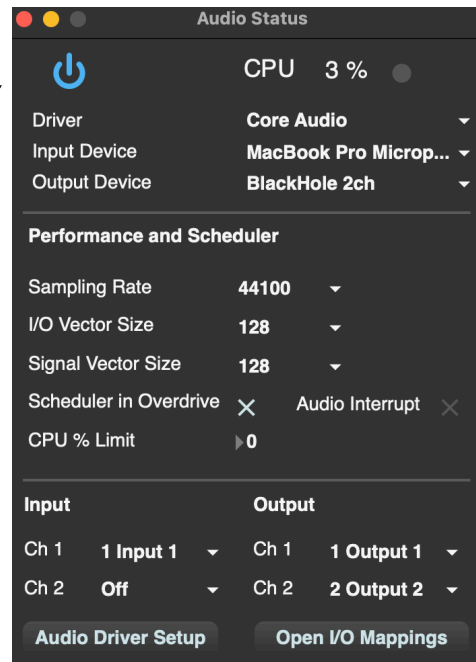 Audio Status
CPU 3 %
Driver Core Audio
Input Device MacBook Pro Microp...
Output Device BlackHole 2ch
Performance and Scheduler
Sampling Rate 44100
I/O Vector Size 128
Signal Vector Size 128
Scheduler in Overdrive Audio Interrupt
CPU % Limit 0
Input Output
Ch 1 1 Input 1 Ch 1 1 Output 1
Ch 2 Off Ch 2 2 Output 2
Audio Driver Setup Open I/O Mappings